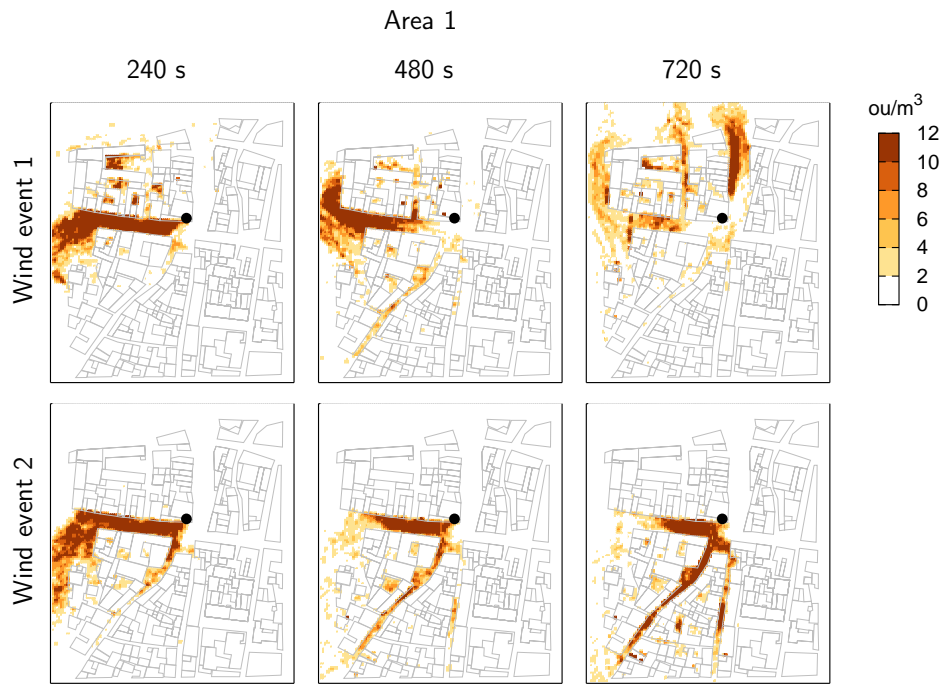 Area 1
240 s
480 s
720 s
Wind event 1
Wind event 2
ou/m³
12
10
8
6
4
2
0